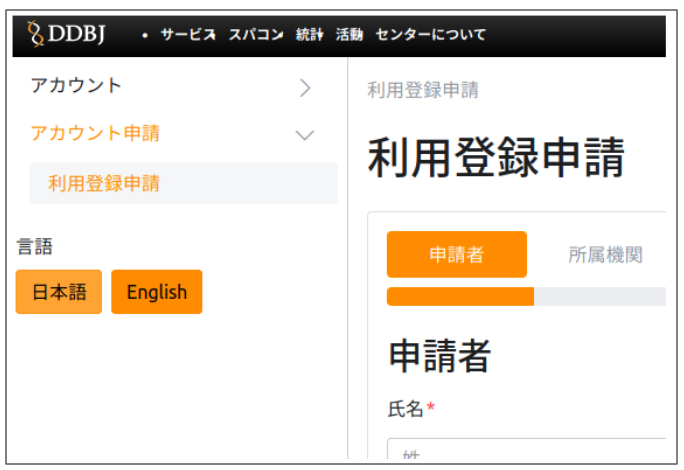 DDBJ • サービス スパコン 統計 活動 センターについて
アカウント
アカウント申請
利用登録申請
言語
日本語 English
利用登録申請
利用登録申請
申請者 所属機関
申請者
氏名*
姓